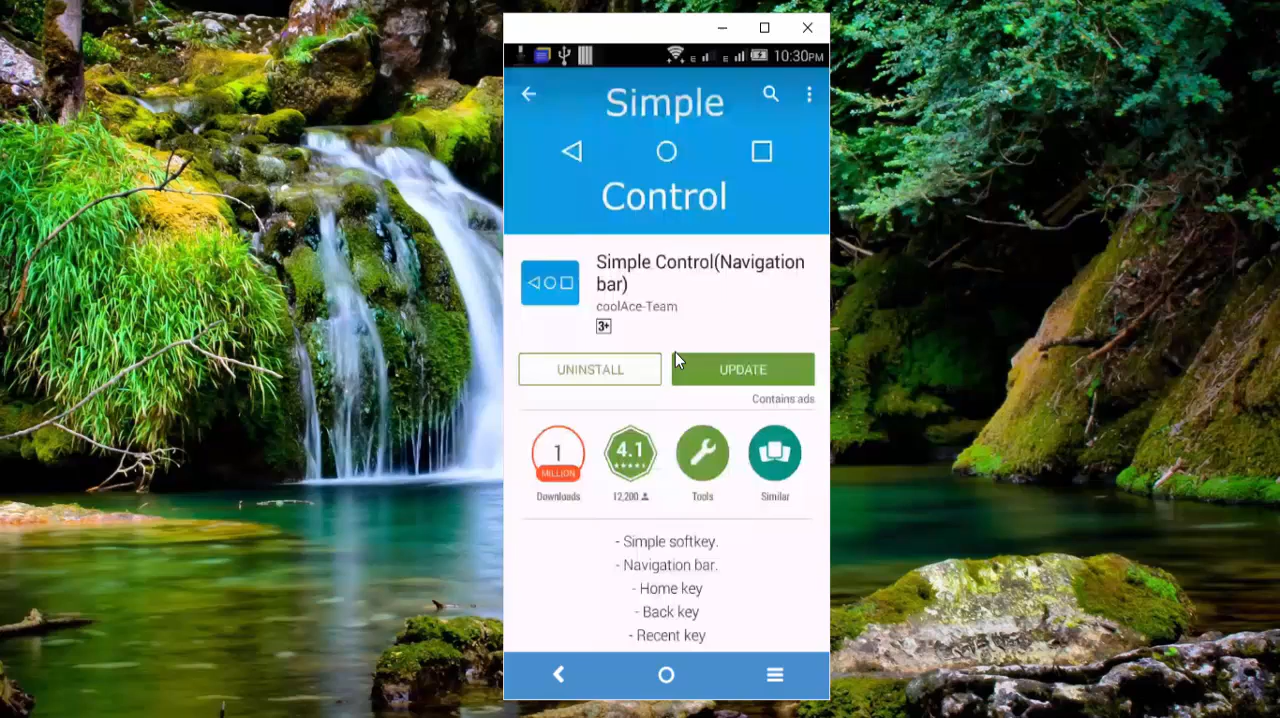 E E 10:30PM
Simple
Control
Simple Control(Navigation
bar)
coolAce-Team
3+
UNINSTALL
UPDATE
Contains ads
1
MILLION
4.1
Downloads
12,200
Tools
Similar
- Simple softkey.
- Navigation bar.
- Home key
- Back key
- Recent key